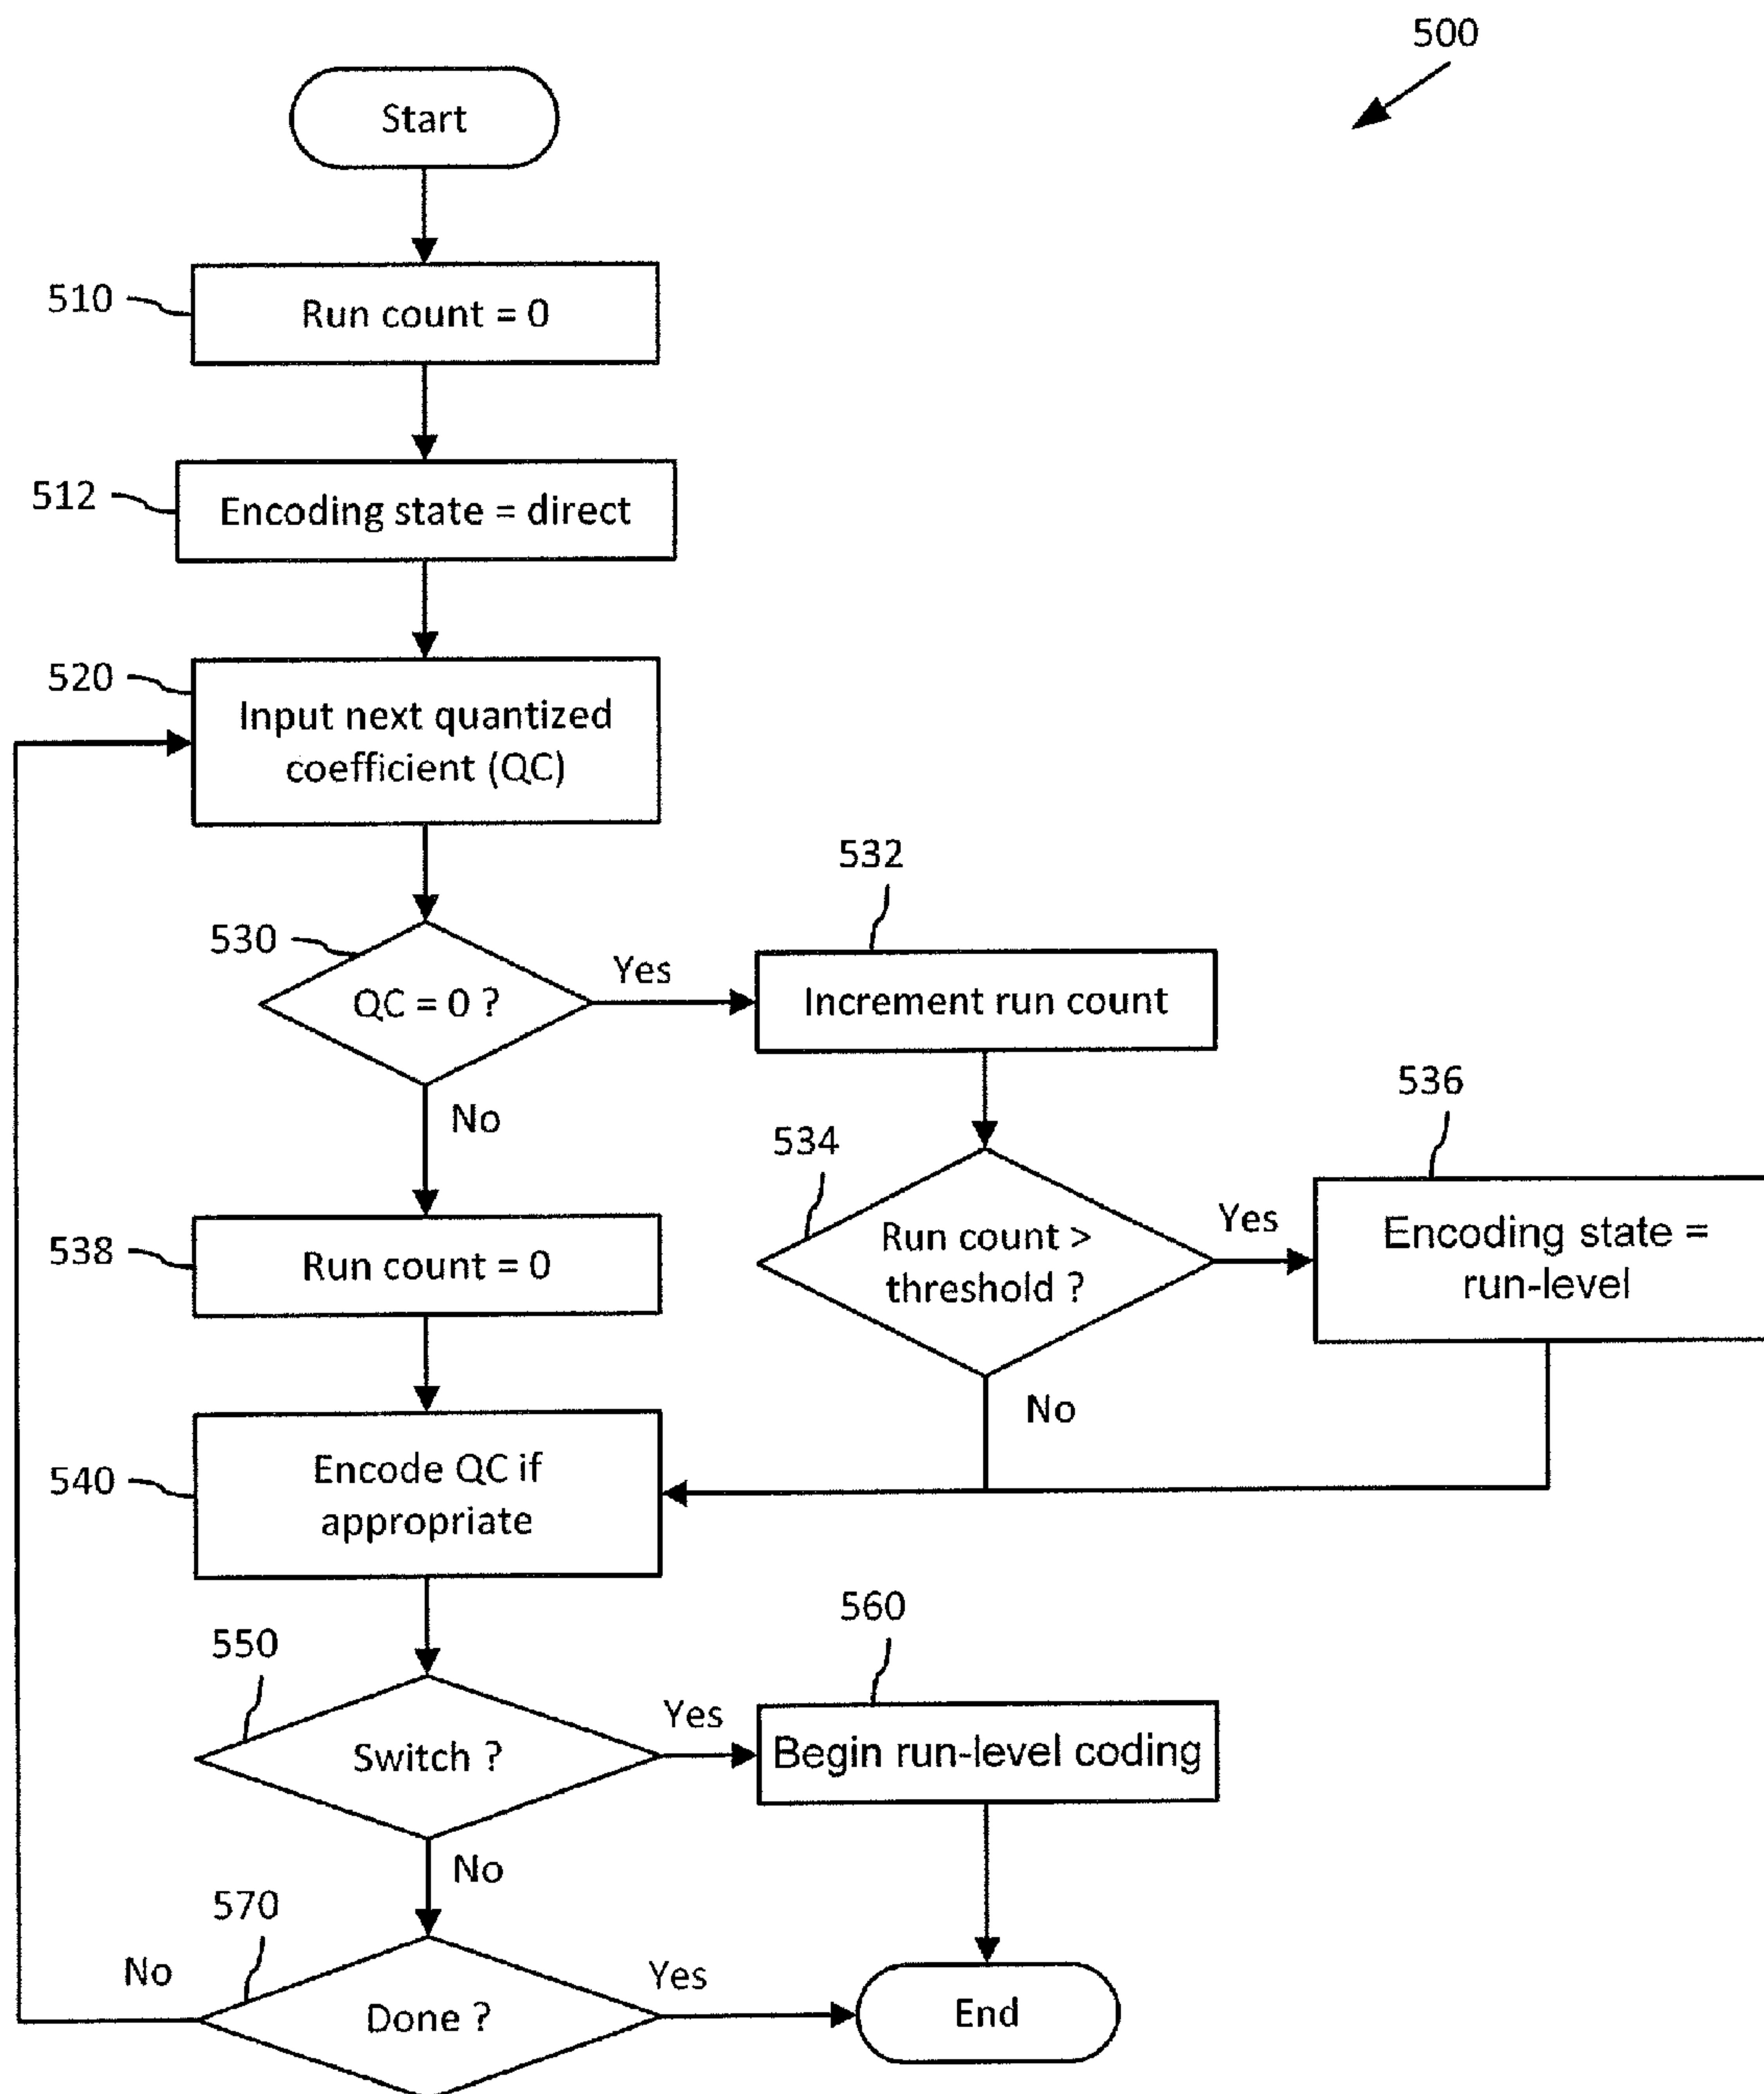 500
Start
510
Run count = 0
512
Encoding state = direct
520
Input next quantized
coefficient (QC)
530
QC = 0 ?
Yes
532
Increment run count
No
534
Run count >
threshold ?
Yes
536
Encoding state =
run-level
538
Run count = 0
No
540
Encode QC if
appropriate
550
Switch ?
Yes
560
Begin run-level coding
No
570
No
Done ?
Yes
End